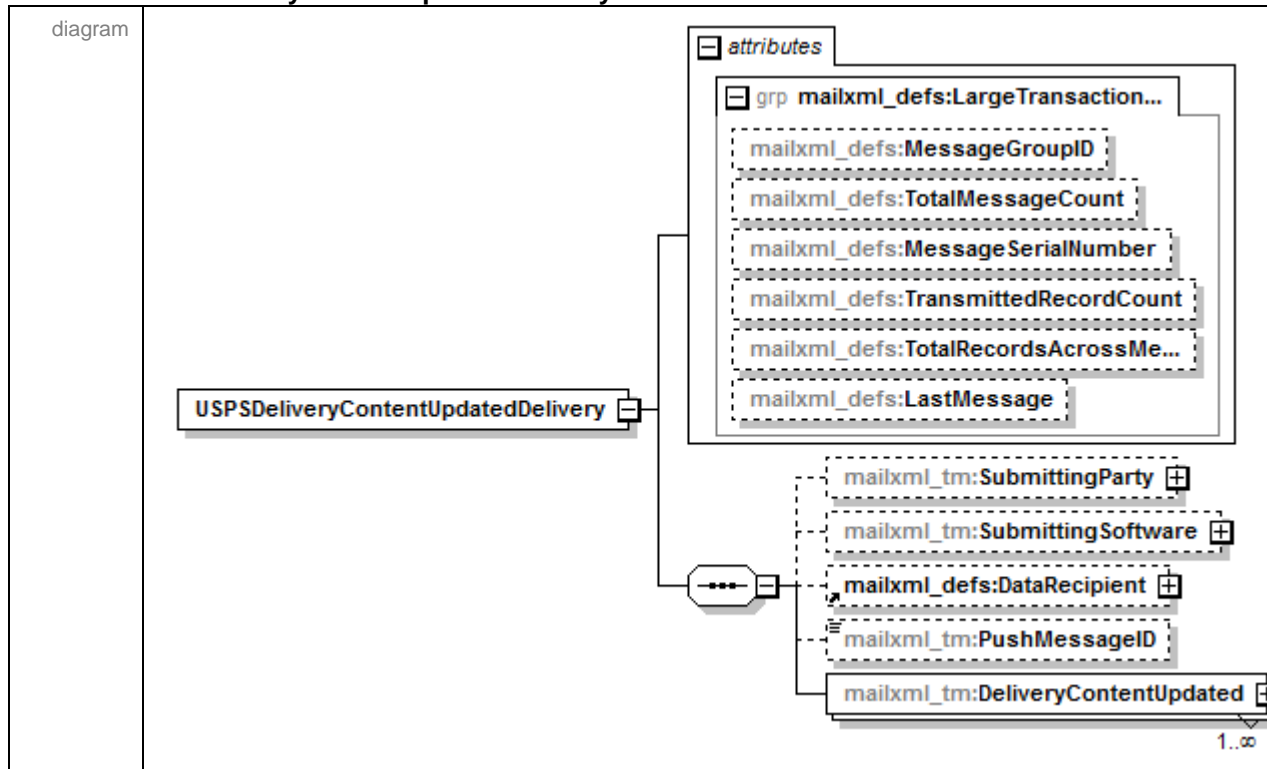 diagram
attributes
grp mailxml_defs:LargeTransaction...
mailxml_defs:MessageGroupID
mailxml_defs:TotalMessageCount
mailxml_defs:MessageSerialNumber
mailxml_defs:TransmittedRecordCount
mailxml_defs:TotalRecordsAcrossMe...
mailxml_defs:LastMessage
USPSDeliveryContentUpdatedDelivery
mailxml_tm:SubmittingParty
mailxml_tm:SubmittingSoftware
mailxml_defs:DataRecipient
mailxml_tm:PushMessageID
mailxml_tm:DeliveryContentUpdated
1..∞